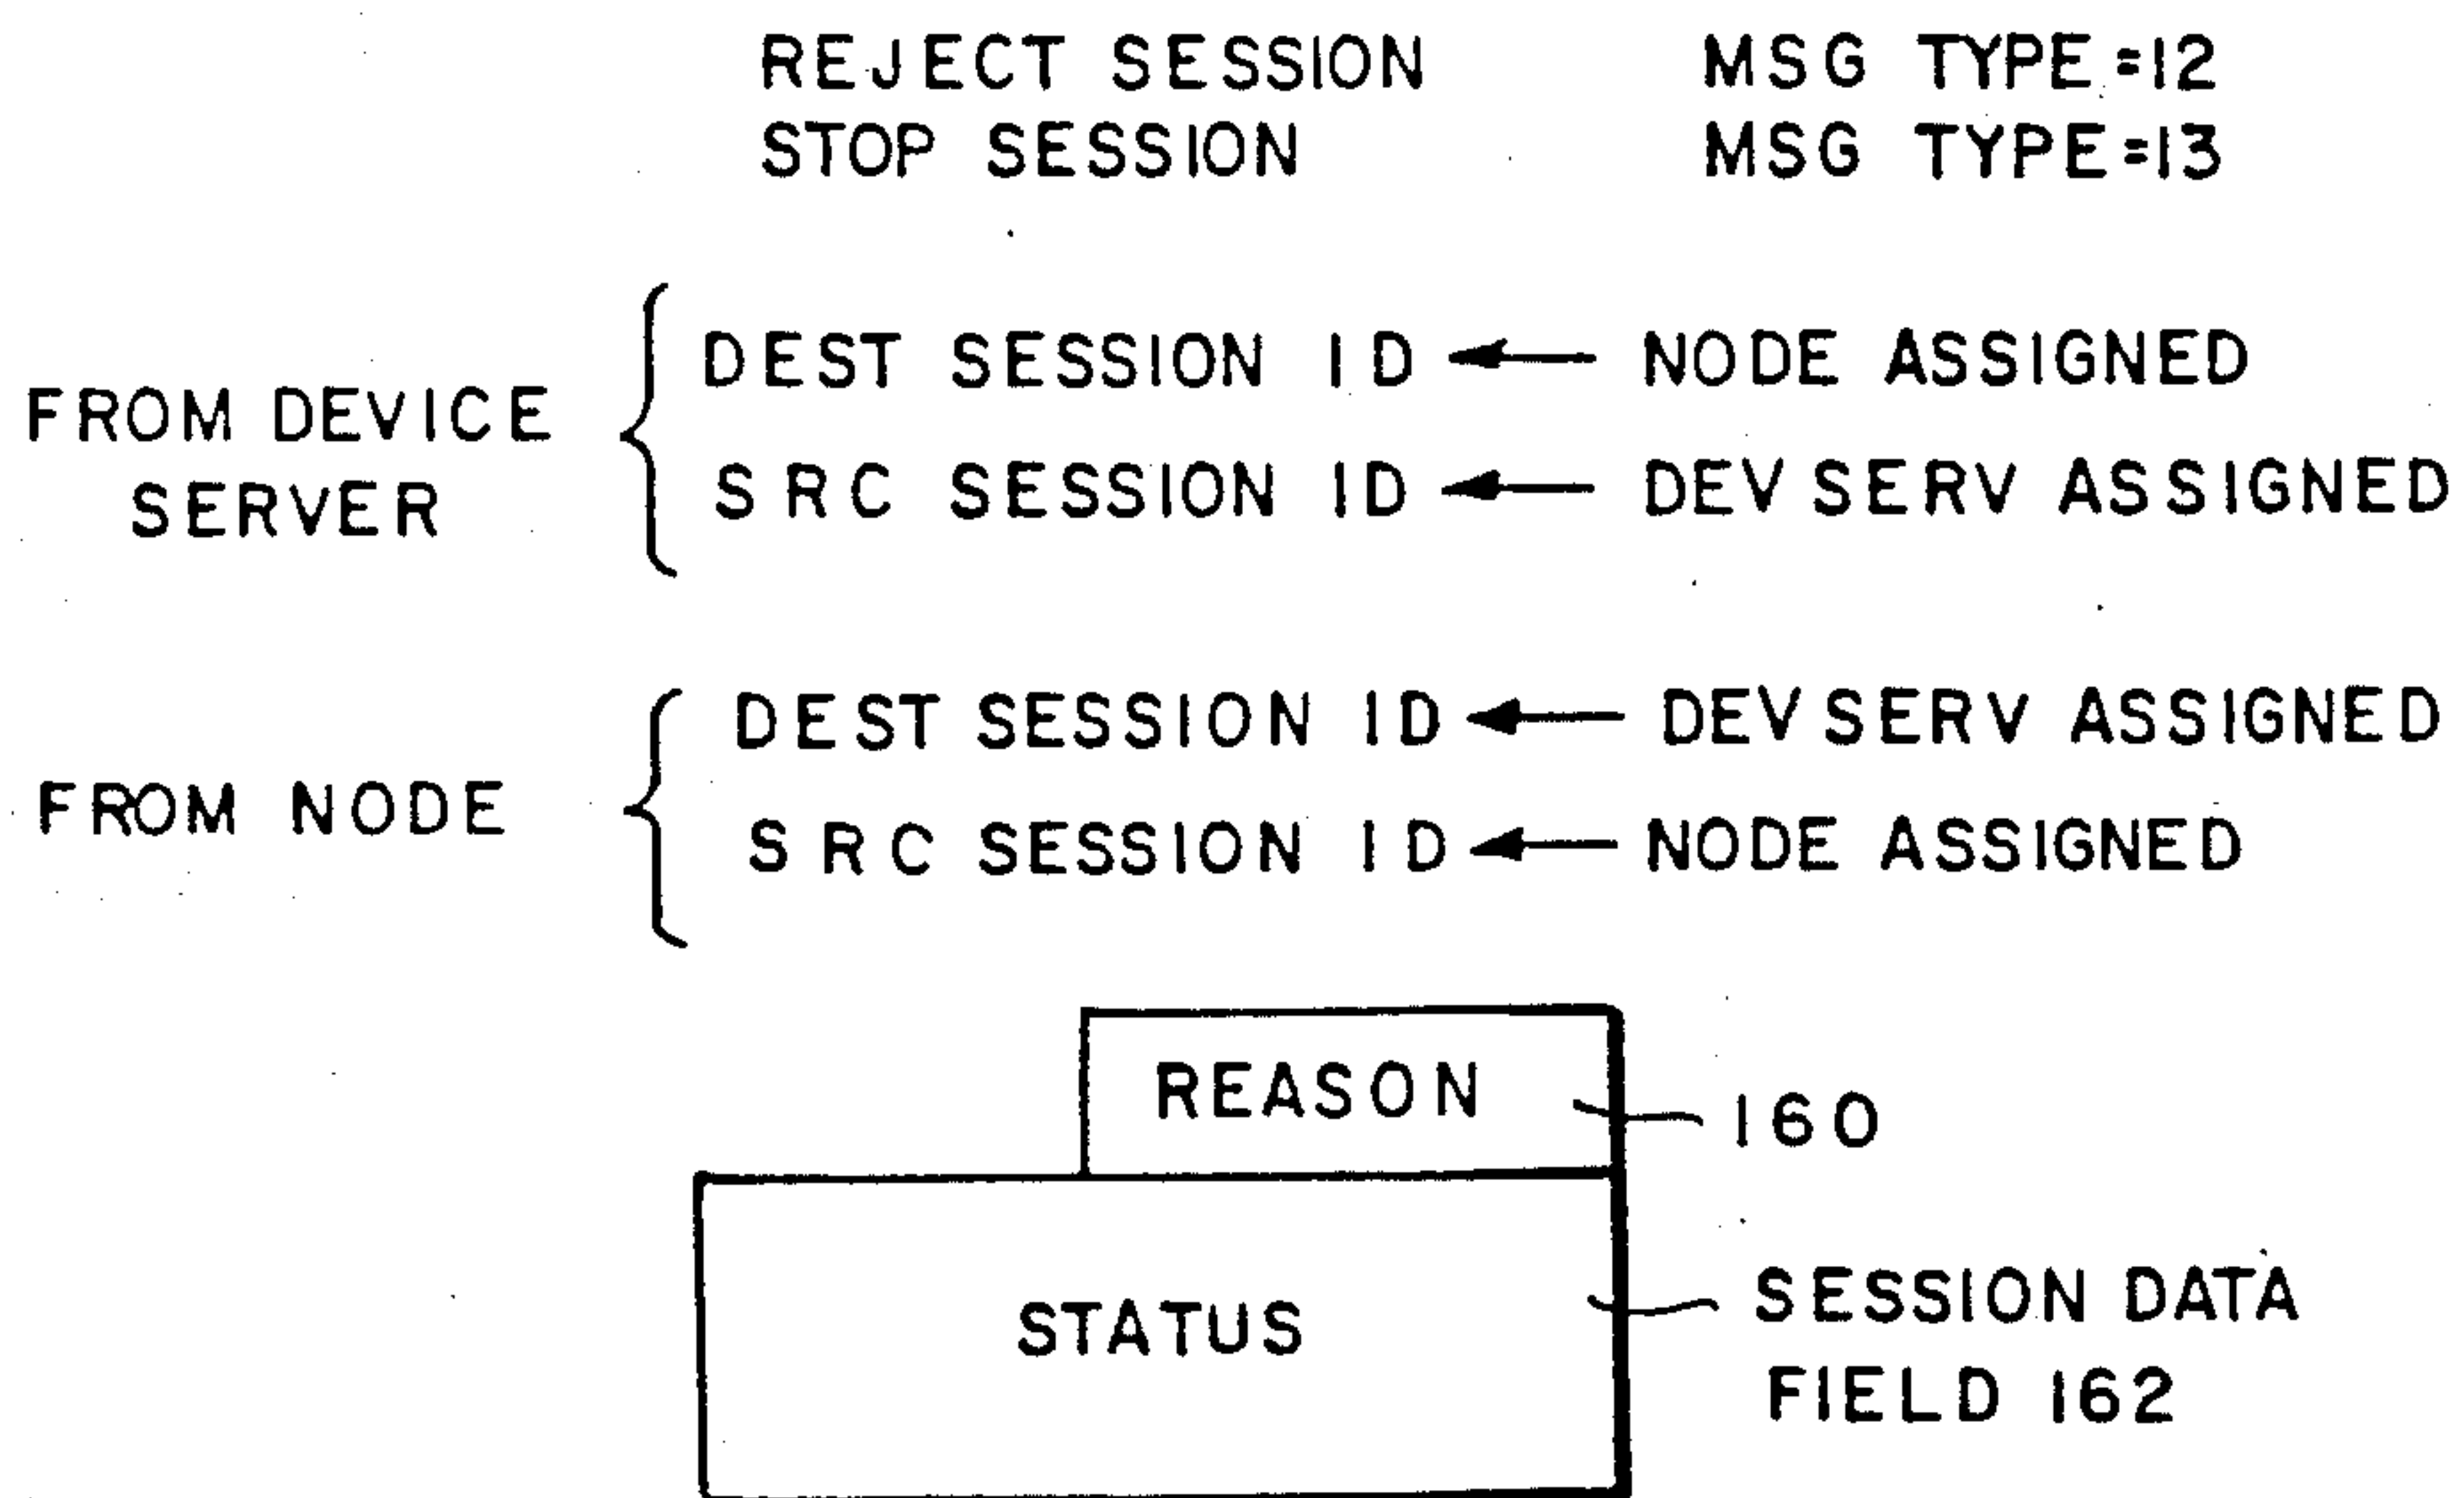 REJECT SESSION MSG TYPE=12
STOP SESSION MSG TYPE=13
FROM DEVICE SERVER
DEST SESSION ID NODE ASSIGNED
SRC SESSION ID DEV SERV ASSIGNED
FROM NODE
DEST SESSION ID DEV SERV ASSIGNED
SRC SESSION ID NODE ASSIGNED
REASON 160
STATUS
SESSION DATA
FIELD 162